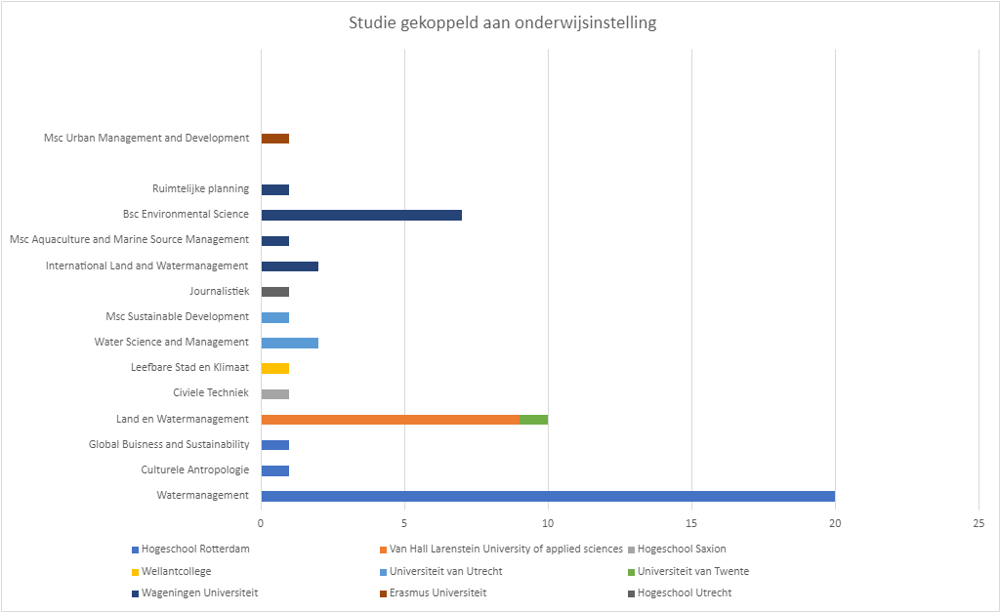 Studie gekoppeld aan onderwijsinstelling
Msc Urban Management and Development
Ruimtelijke planning
Bsc Environmental Science
Msc Aquaculture and Marine Source Management
International Land and Watermanagement
Journalistiek
Msc Sustainable Development
Water Science and Management
Leefbare Stad en Klimaat
Civiele Techniek
Land en Watermanagement
Global Buisness and Sustainability
Culturele Antropologie
Watermanagement
0 5 10 15 20 25
Hogeschool Rotterdam Van Hall Larenstein University of applied sciences Hogeschool Saxion
Wellantcollege Universiteit van Utrecht Universiteit van Twente
Wageningen Universiteit Erasmus Universiteit Hogeschool Utrecht